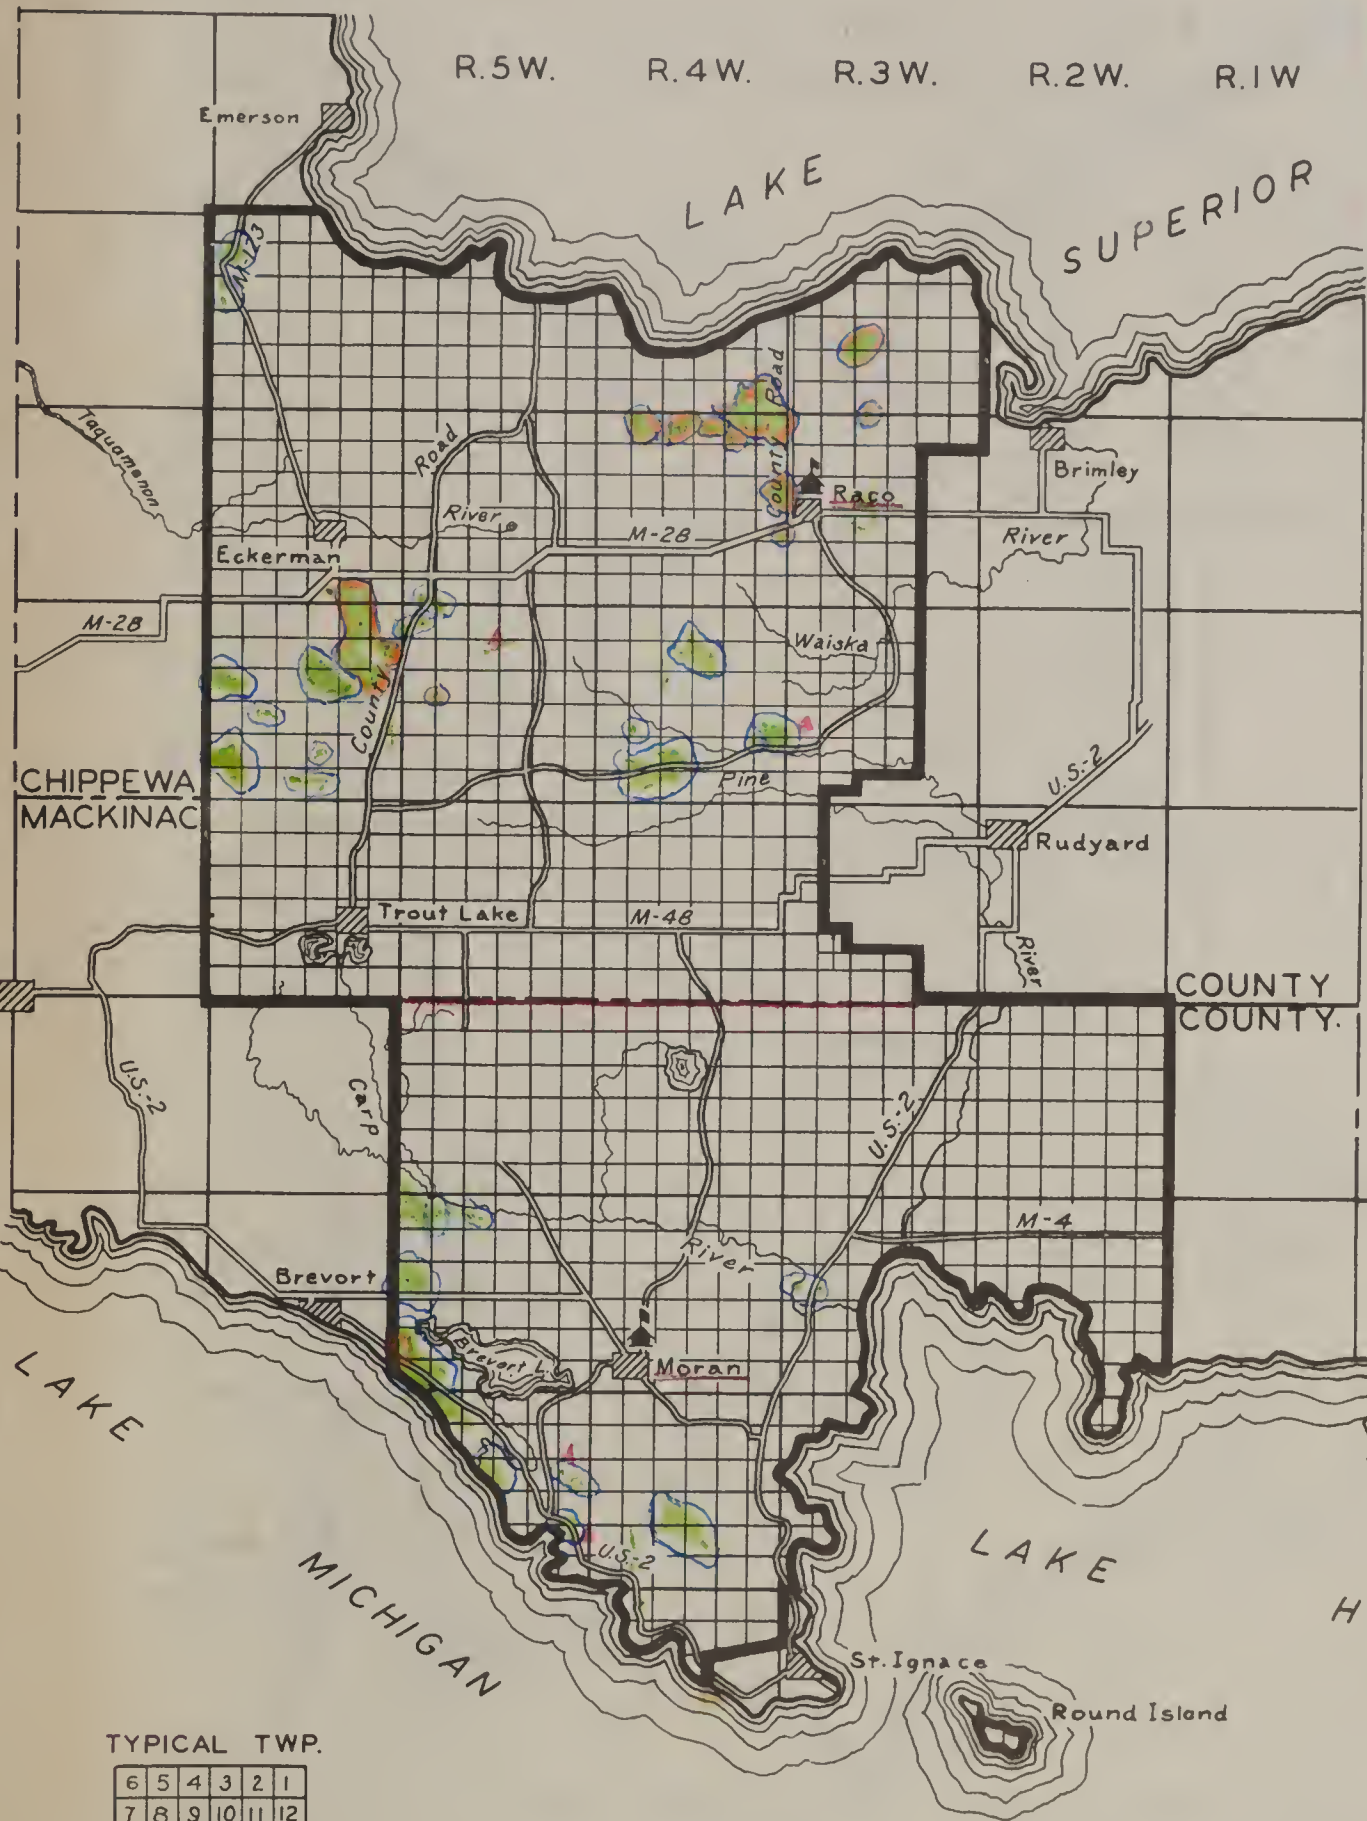 R.5W. R.4W. R.3W. R.2W. R.1W
Emerson
LAKE
SUPERIOR
M-123
County Road
Road
Taquamenon
River
Eckerman
M-28
Raco
Brimley
River
M-28
Waiska
County
Pine
U.S.-2
CHIPPEWA
MACKINAC
Rudyard
Trout Lake
M-48
River
COUNTY
COUNTY.
U.S.-2
Carp
U.S.-2
M-4
River
Brevort
Brevort L.
Moran
LAKE
MICHIGAN
U.S.-2
LAKE
H
St. Ignace
Round Island
TYPICAL TWP.
6 5 4 3 2 1
7 8 9 10 11 12